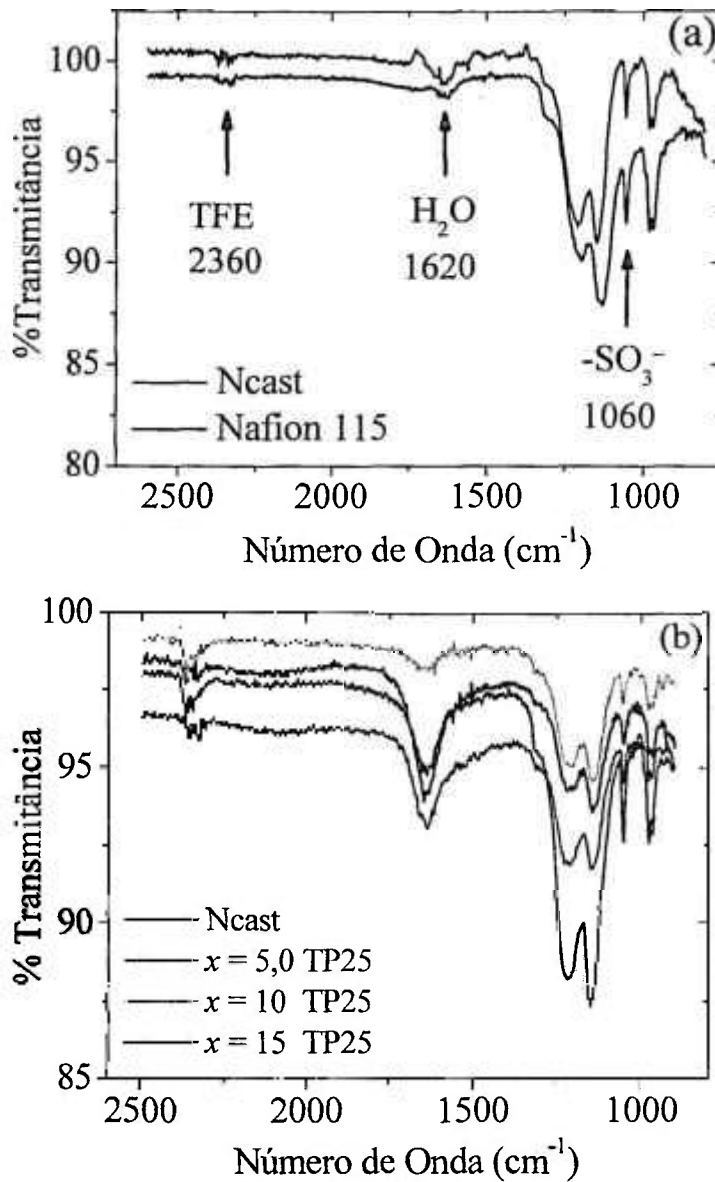 (a)
100
95
90
85
80
%Transmitância
TFE
2360
H₂O
1620
-SO₃⁻
1060
Ncast
Nafion 115
2500 2000 1500 1000
Número de Onda (cm⁻¹)
(b)
100
95
90
85
% Transmitância
Ncast
x = 5,0 TP25
x = 10 TP25
x = 15 TP25
2500 2000 1500 1000
Número de Onda (cm⁻¹)